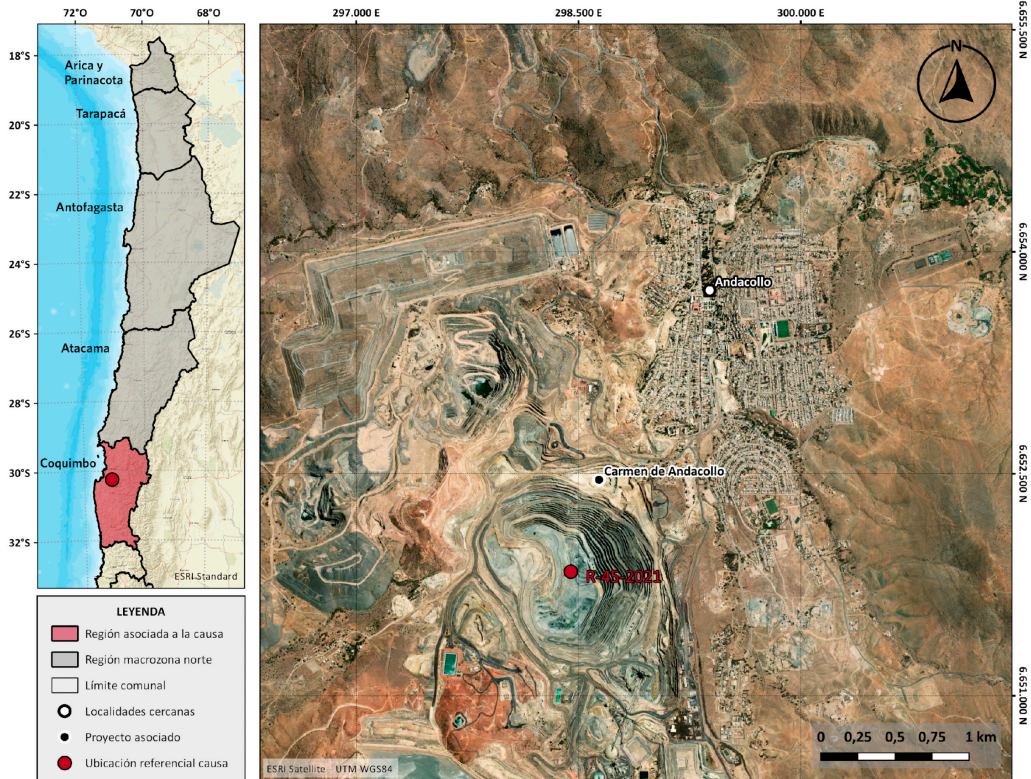 72°O 70°O 68°O
18°S
20°S
22°S
24°S
26°S
28°S
30°S
32°S
Arica y
Parinacota
Tarapacá
Antofagasta
Atacama
Coquimbo
ESRI Standard
LEYENDA
Región asociada a la causa
Región macrozona norte
Límite comunal
Localidades cercanas
Proyecto asociado
Ubicación referencial causa
297.000 E 298.500 E 300.000 E
6.655.500 N
6.654.000 N
6.652.500 N
6.651.000 N
N
Andacollo
Carmen de Andacollo
R-45-2021
0 0,25 0,5 0,75 1 km
ESRI Satellite UTM WGS84